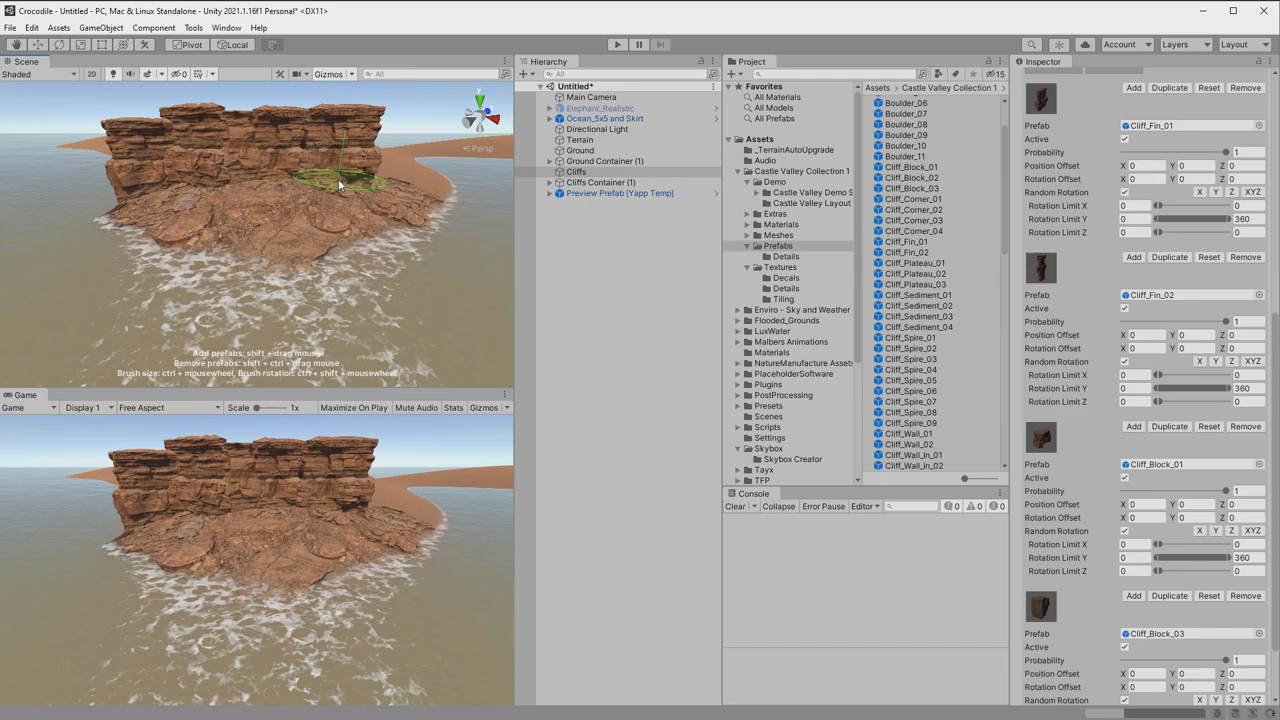 Crocodile - Untitled - PC, Mac & Linux Standalone - Unity 2021.1.16f1 Personal* <DX11>
File Edit Assets GameObject Component Tools Window Help
Pivot Local Account Layers Layout
Scene
Shaded 2D 0 Gizmos All
y
Persp
Add prefabs: shift + drag mouse
Remove prefabs: shift + ctrl + drag mouse
Brush size: ctrl + mousewheel, Brush rotation: ctrl + shift + mousewheel
Game
Game Display 1 Free Aspect Scale 1x Maximize On Play Mute Audio Stats Gizmos
Hierarchy
All
Untitled*
Main Camera
Elephant_Realistic
Ocean_5x5 and Skirt
Directional Light
Terrain
Ground
Ground Container (1)
Cliffs
Cliffs Container (1)
Preview Prefab [Yapp Temp]
Project
15
Favorites
All Materials
All Models
All Prefabs
Assets
_TerrainAutoUpgrade
Audio
Castle Valley Collection 1
Demo
Castle Valley Demo S
Castle Valley Layout
Extras
Materials
Meshes
Prefabs
Details
Textures
Decals
Details
Tiling
Enviro - Sky and Weather
Flooded_Grounds
LuxWater
Malbers Animations
Materials
NatureManufacture Assets
PlaceholderSoftware
Plugins
PostProcessing
Presets
Scenes
Scripts
Settings
Skybox
Skybox Creator
Tayx
TFP
Assets Castle Valley Collection 1
Boulder_06
Boulder_07
Boulder_08
Boulder_09
Boulder_10
Boulder_11
Cliff_Block_01
Cliff_Block_02
Cliff_Block_03
Cliff_Corner_01
Cliff_Corner_02
Cliff_Corner_03
Cliff_Corner_04
Cliff_Fin_01
Cliff_Fin_02
Cliff_Plateau_01
Cliff_Plateau_02
Cliff_Plateau_03
Cliff_Sediment_01
Cliff_Sediment_02
Cliff_Sediment_03
Cliff_Sediment_04
Cliff_Spire_01
Cliff_Spire_02
Cliff_Spire_03
Cliff_Spire_04
Cliff_Spire_05
Cliff_Spire_06
Cliff_Spire_07
Cliff_Spire_08
Cliff_Spire_09
Cliff_Wall_01
Cliff_Wall_02
Cliff_Wall_In_01
Cliff_Wall_In_02
Console
Clear Collapse Error Pause Editor 0 0 0
Inspector
Add Duplicate Reset Remove
Prefab Cliff_Fin_01
Active
Probability 1
Position Offset X 0 Y 0 Z 0
Rotation Offset X 0 Y 0 Z 0
Random Rotation X Y Z XYZ
Rotation Limit X 0 0
Rotation Limit Y 0 360
Rotation Limit Z 0 0
Add Duplicate Reset Remove
Prefab Cliff_Fin_02
Active
Probability 1
Position Offset X 0 Y 0 Z 0
Rotation Offset X 0 Y 0 Z 0
Random Rotation X Y Z XYZ
Rotation Limit X 0 0
Rotation Limit Y 0 360
Rotation Limit Z 0 0
Add Duplicate Reset Remove
Prefab Cliff_Block_01
Active
Probability 1
Position Offset X 0 Y 0 Z 0
Rotation Offset X 0 Y 0 Z 0
Random Rotation X Y Z XYZ
Rotation Limit X 0 0
Rotation Limit Y 0 360
Rotation Limit Z 0 0
Add Duplicate Reset Remove
Prefab Cliff_Block_03
Active
Probability 1
Position Offset X 0 Y 0 Z 0
Rotation Offset X 0 Y 0 Z 0
Random Rotation X Y Z XYZ